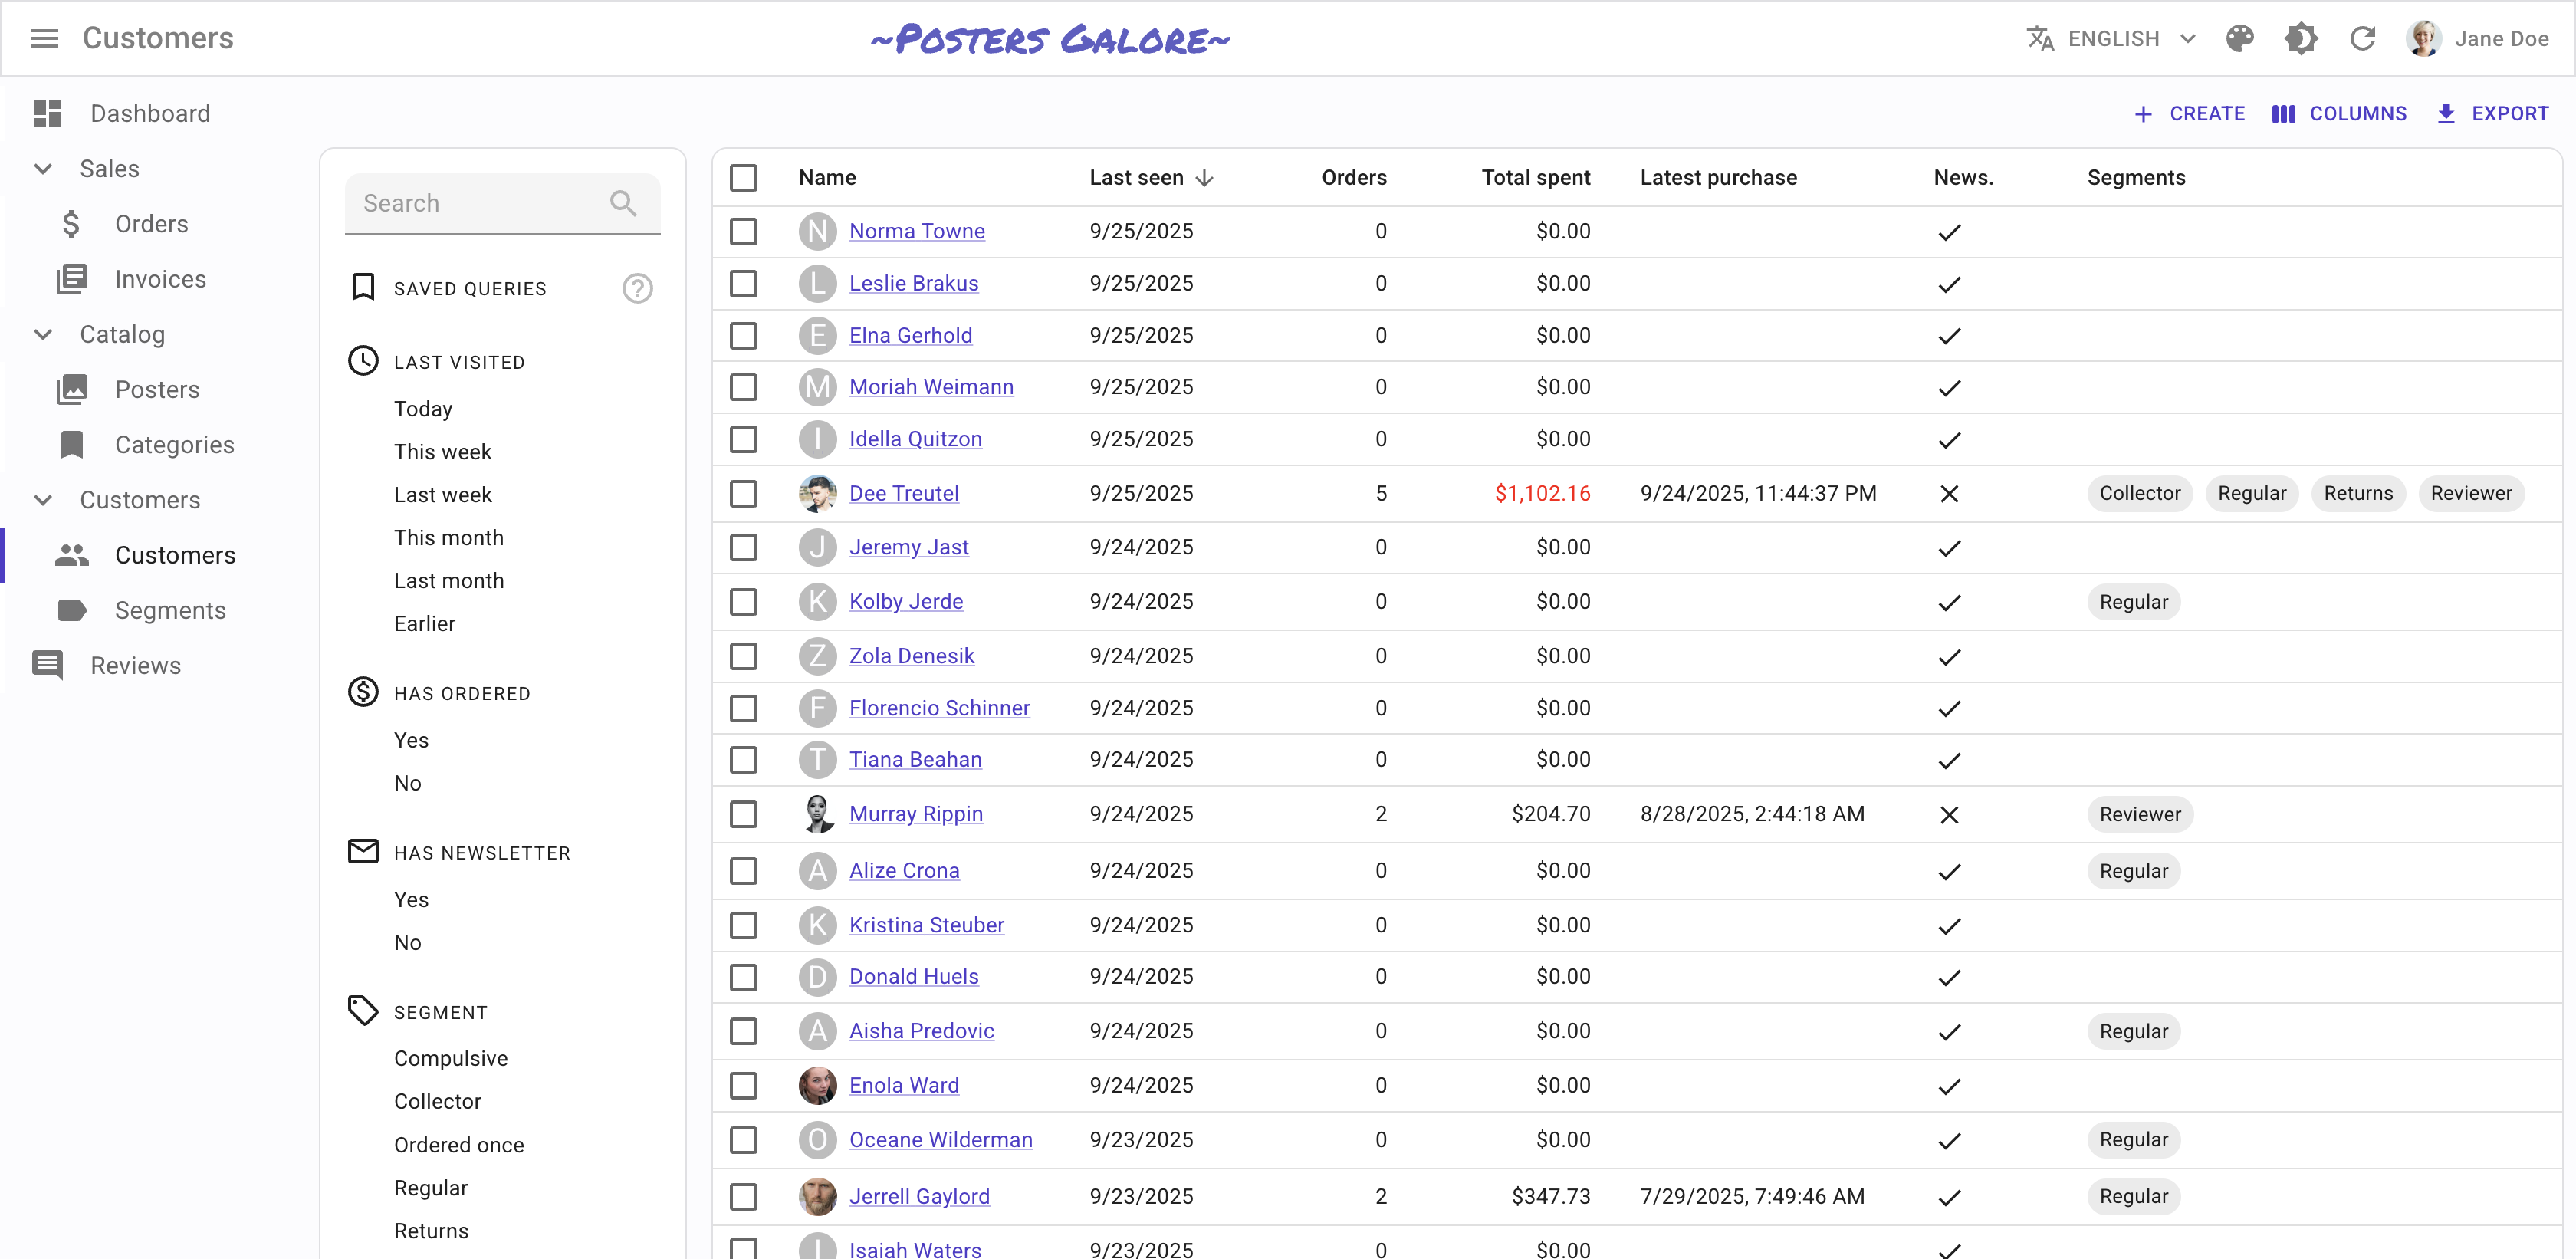 Customers
~Posters Galore~
ENGLISH
Jane Doe
Dashboard
Sales
Orders
Invoices
Catalog
Posters
Categories
Customers
Customers
Segments
Reviews
CREATE
COLUMNS
EXPORT
Search
SAVED QUERIES
?
LAST VISITED
Today
This week
Last week
This month
Last month
Earlier
HAS ORDERED
Yes
No
HAS NEWSLETTER
Yes
No
SEGMENT
Compulsive
Collector
Ordered once
Regular
Returns
Name Last seen Orders Total spent Latest purchase News. Segments
N Norma Towne 9/25/2025 0 $0.00
L Leslie Brakus 9/25/2025 0 $0.00
E Elna Gerhold 9/25/2025 0 $0.00
M Moriah Weimann 9/25/2025 0 $0.00
I Idella Quitzon 9/25/2025 0 $0.00
Dee Treutel 9/25/2025 5 $1,102.16 9/24/2025, 11:44:37 PM Collector Regular Returns Reviewer
J Jeremy Jast 9/24/2025 0 $0.00
K Kolby Jerde 9/24/2025 0 $0.00 Regular
Z Zola Denesik 9/24/2025 0 $0.00
F Florencio Schinner 9/24/2025 0 $0.00
T Tiana Beahan 9/24/2025 0 $0.00
Murray Rippin 9/24/2025 2 $204.70 8/28/2025, 2:44:18 AM Reviewer
A Alize Crona 9/24/2025 0 $0.00 Regular
K Kristina Steuber 9/24/2025 0 $0.00
D Donald Huels 9/24/2025 0 $0.00
A Aisha Predovic 9/24/2025 0 $0.00 Regular
Enola Ward 9/24/2025 0 $0.00
O Oceane Wilderman 9/23/2025 0 $0.00 Regular
Jerrell Gaylord 9/23/2025 2 $347.73 7/29/2025, 7:49:46 AM Regular
I Isaiah Waters 9/23/2025 0 $0.00